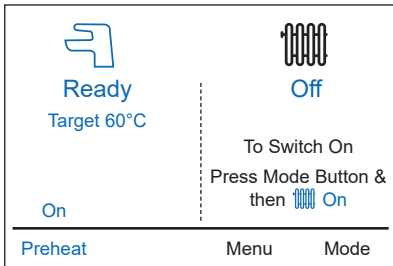 Ready
Target 60°C
On
Off
To Switch On
Press Mode Button &
then On
Preheat
Menu
Mode